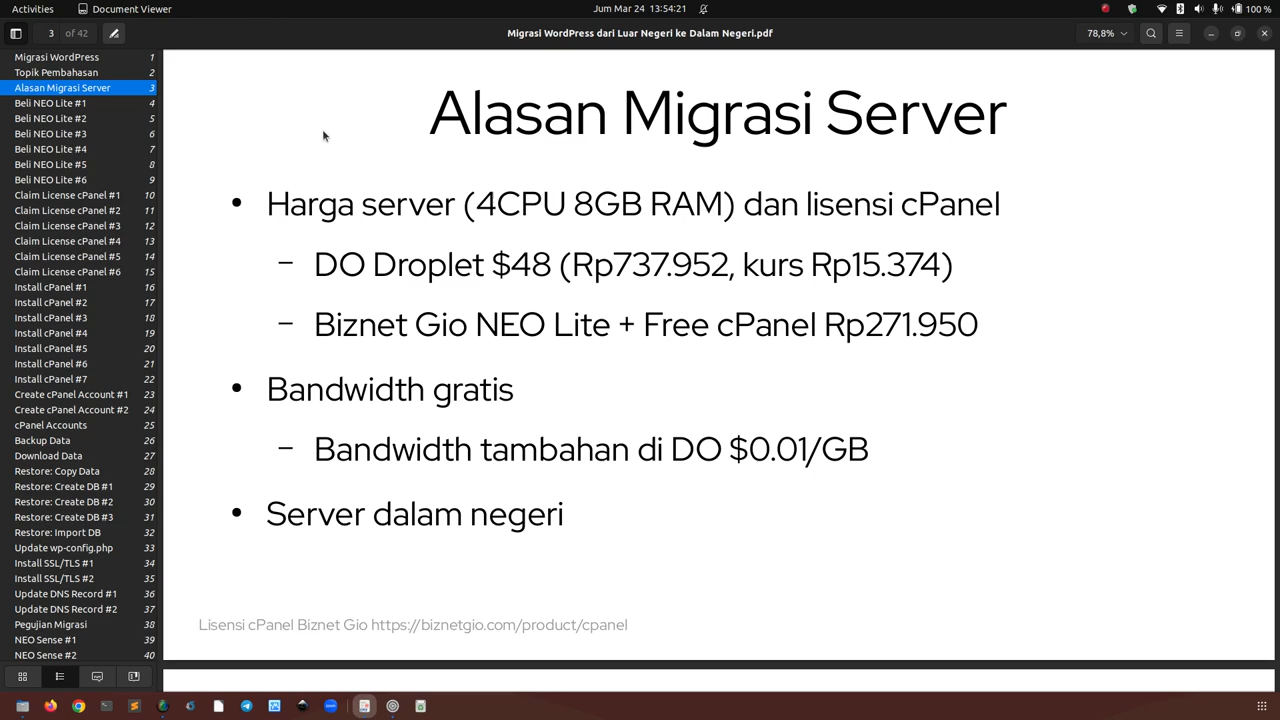 Activities
Document Viewer
Jum Mar 24 13:54:21
100 %
3 of 42
Migrasi WordPress dari Luar Negeri ke Dalam Negeri.pdf
78,8%
Migrasi WordPress 1
Topik Pembahasan 2
Alasan Migrasi Server 3
Beli NEO Lite #1 4
Beli NEO Lite #2 5
Beli NEO Lite #3 6
Beli NEO Lite #4 7
Beli NEO Lite #5 8
Beli NEO Lite #6 9
Claim License cPanel #1 10
Claim License cPanel #2 11
Claim License cPanel #3 12
Claim License cPanel #4 13
Claim License cPanel #5 14
Claim License cPanel #6 15
Install cPanel #1 16
Install cPanel #2 17
Install cPanel #3 18
Install cPanel #4 19
Install cPanel #5 20
Install cPanel #6 21
Install cPanel #7 22
Create cPanel Account #1 23
Create cPanel Account #2 24
cPanel Accounts 25
Backup Data 26
Download Data 27
Restore: Copy Data 28
Restore: Create DB #1 29
Restore: Create DB #2 30
Restore: Create DB #3 31
Restore: Import DB 32
Update wp-config.php 33
Install SSL/TLS #1 34
Install SSL/TLS #2 35
Update DNS Record #1 36
Update DNS Record #2 37
Pegujian Migrasi 38
NEO Sense #1 39
NEO Sense #2 40
Alasan Migrasi Server
• Harga server (4CPU 8GB RAM) dan lisensi cPanel
– DO Droplet $48 (Rp737.952, kurs Rp15.374)
– Biznet Gio NEO Lite + Free cPanel Rp271.950
• Bandwidth gratis
– Bandwidth tambahan di DO $0.01/GB
• Server dalam negeri
Lisensi cPanel Biznet Gio https://biznetgio.com/product/cpanel